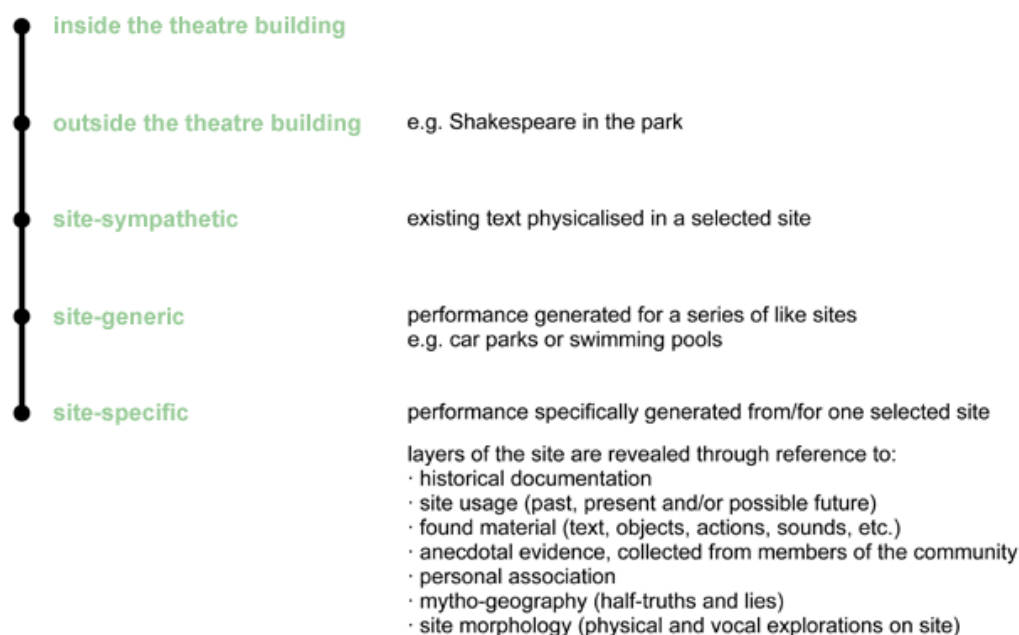 inside the theatre building
outside the theatre building e.g. Shakespeare in the park
site-sympathetic existing text physicalised in a selected site
site-generic performance generated for a series of like sites
e.g. car parks or swimming pools
site-specific performance specifically generated from/for one selected site
layers of the site are revealed through reference to:
· historical documentation
· site usage (past, present and/or possible future)
· found material (text, objects, actions, sounds, etc.)
· anecdotal evidence, collected from members of the community
· personal association
· mytho-geography (half-truths and lies)
· site morphology (physical and vocal explorations on site)